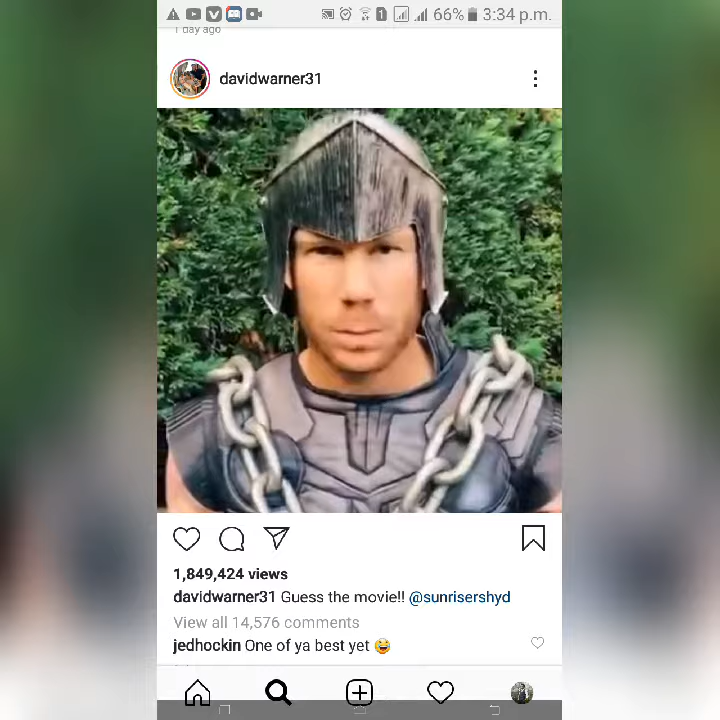 66% 3:34 p.m.
1 day ago
davidwarner31
1,849,424 views
davidwarner31 Guess the movie!! @sunrisershyd
View all 14,576 comments
jedhockin One of ya best yet 😆